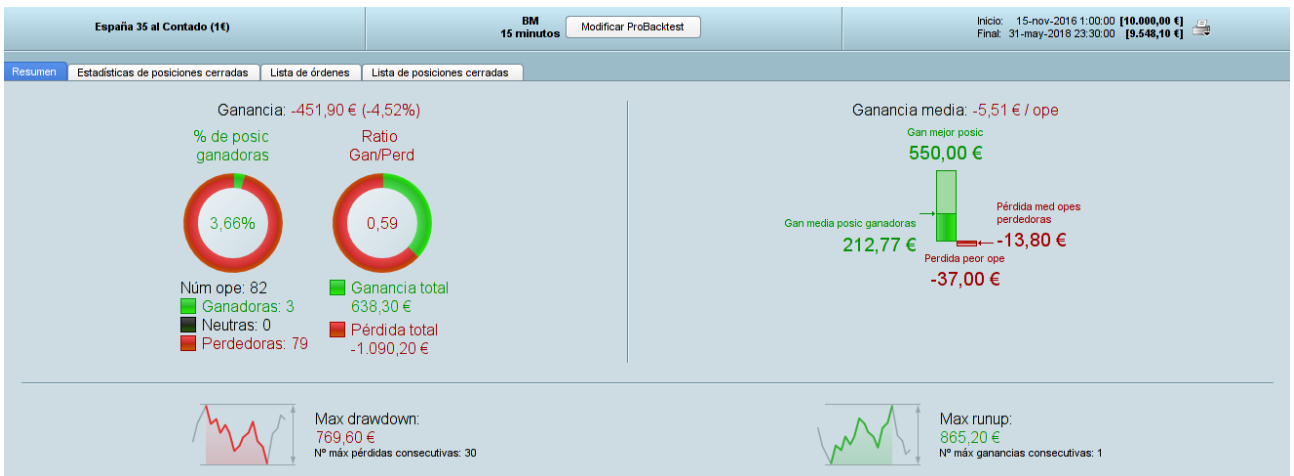 España 35 al Contado (1€)
BM
15 minutos
Modificar ProBacktest
Inicio: 15-nov-2016 1:00:00 [10.000,00 €]
Final: 31-may-2018 23:30:00 [9.548,10 €]
Resumen
Estadísticas de posiciones cerradas
Lista de órdenes
Lista de posiciones cerradas
Ganancia: -451,90 € (-4,52%)
% de posic
ganadoras
Ratio
Gan/Perd
3,66%
0,59
Núm ope: 82
Ganadoras: 3
Neutras: 0
Perdedoras: 79
Ganancia total
638,30 €
Pérdida total
-1.090,20 €
Ganancia media: -5,51 € / ope
Gan mejor posic
550,00 €
Gan media posic ganadoras
212,77 €
Pérdida med opes
perdedoras
-13,80 €
Perdida peor ope
-37,00 €
Max drawdown:
769,60 €
Nº máx pérdidas consecutivas: 30
Max runup:
865,20 €
Nº máx ganancias consecutivas: 1